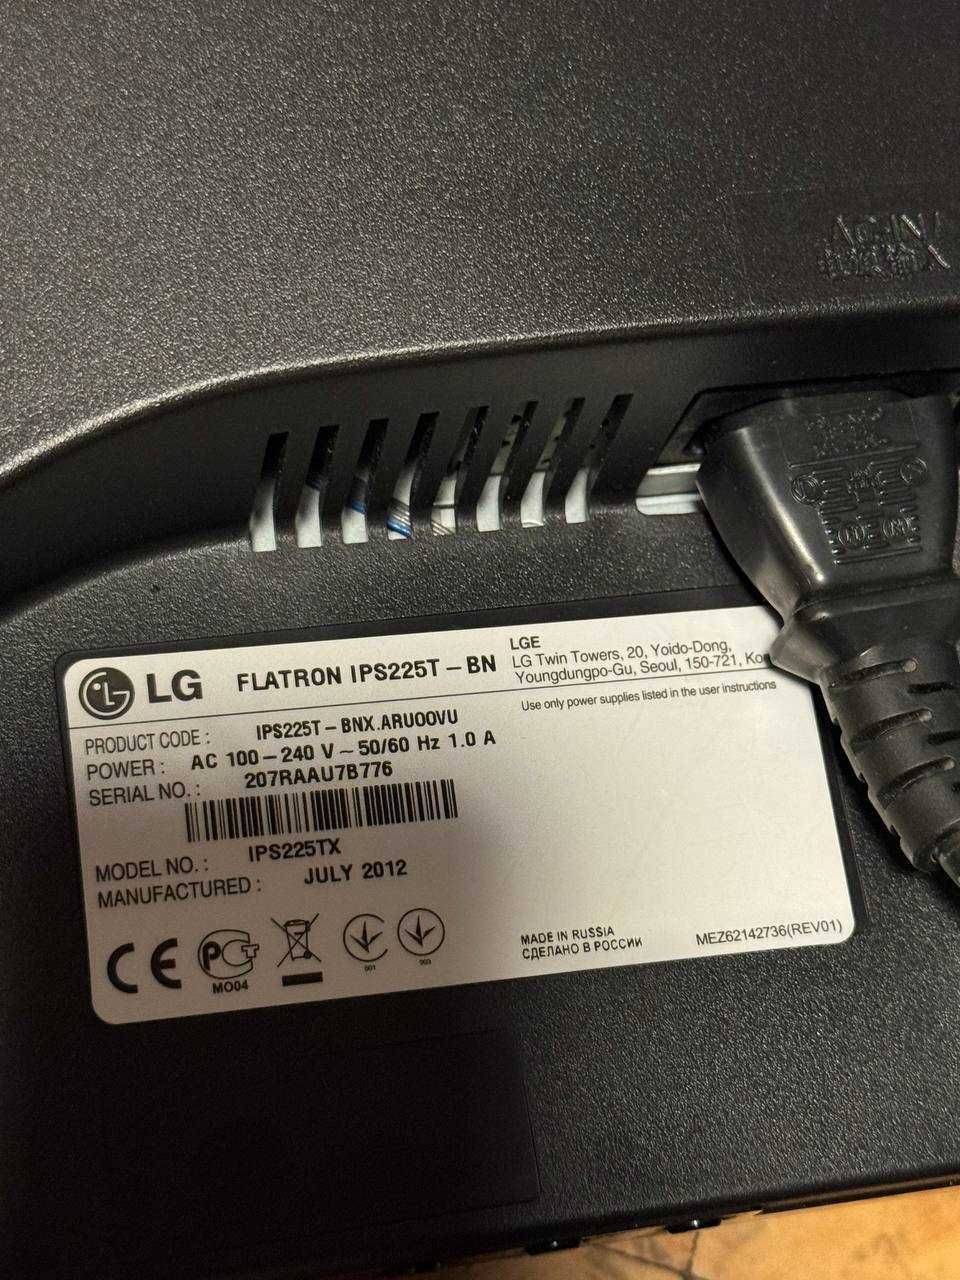 LG FLATRON IPS225T-BN
LGE
LG Twin Towers, 20, Yoido-Dong,
Youngdungpo-Gu, Seoul, 150-721, Ko
Use only power supplies listed in the user instructions
PRODUCT CODE : IPS225T-BNX.ARUOOVU
POWER : AC 100-240 V ~ 50/60 Hz 1.0 A
SERIAL NO. : 207RAAU7B776
MODEL NO. : IPS225TX
MANUFACTURED : JULY 2012
CE
PCT
MO04
001
003
MADE IN RUSSIA
СДЕЛАНО В РОССИИ
MEZ62142736(REV01)
AC-IN